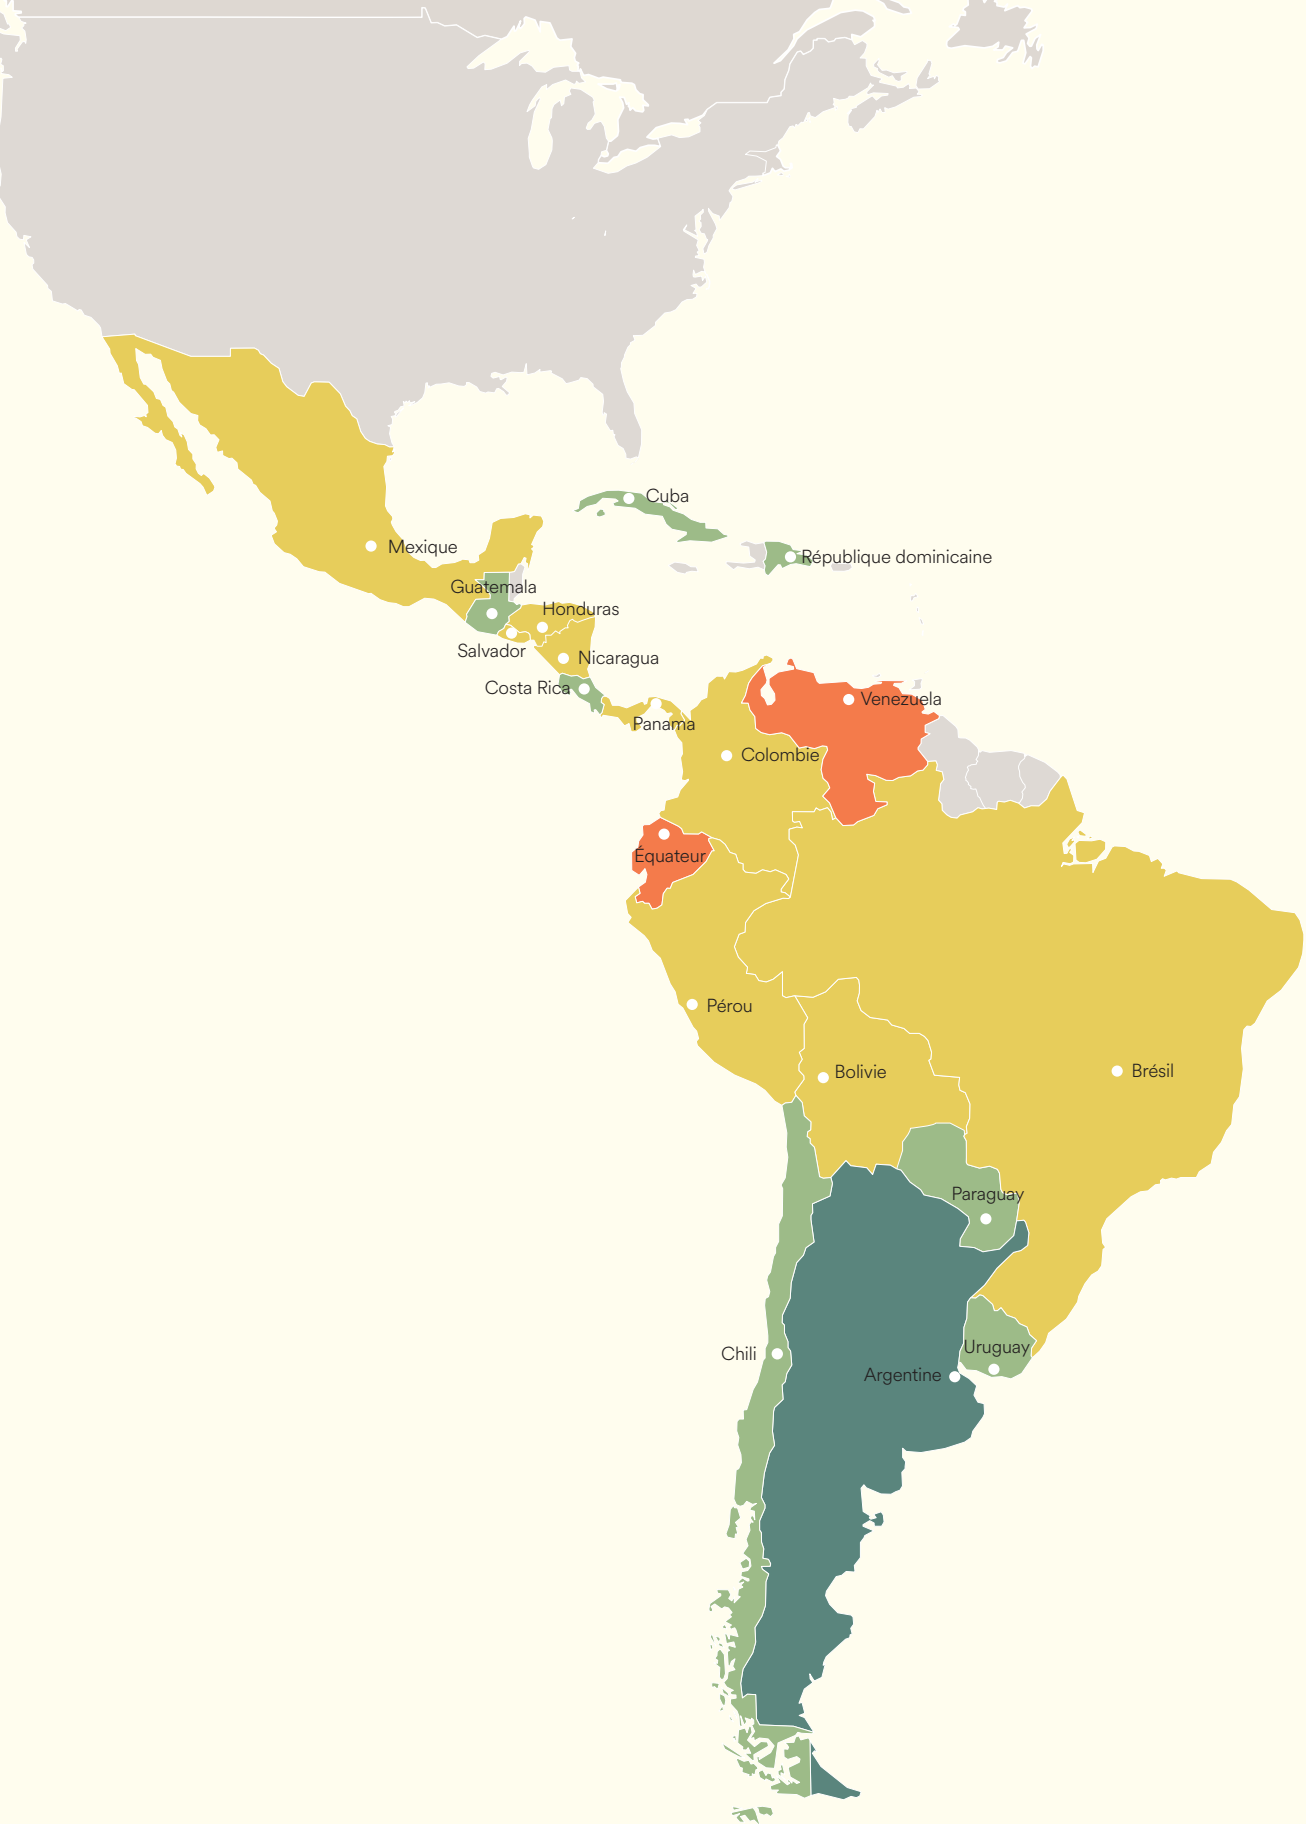 Cuba
Mexique
République dominicaine
Guatemala
Honduras
Salvador
Nicaragua
Costa Rica
Venezuela
Panama
Colombie
Équateur
Pérou
Bolivie
Brésil
Paraguay
Uruguay
Chili
Argentine